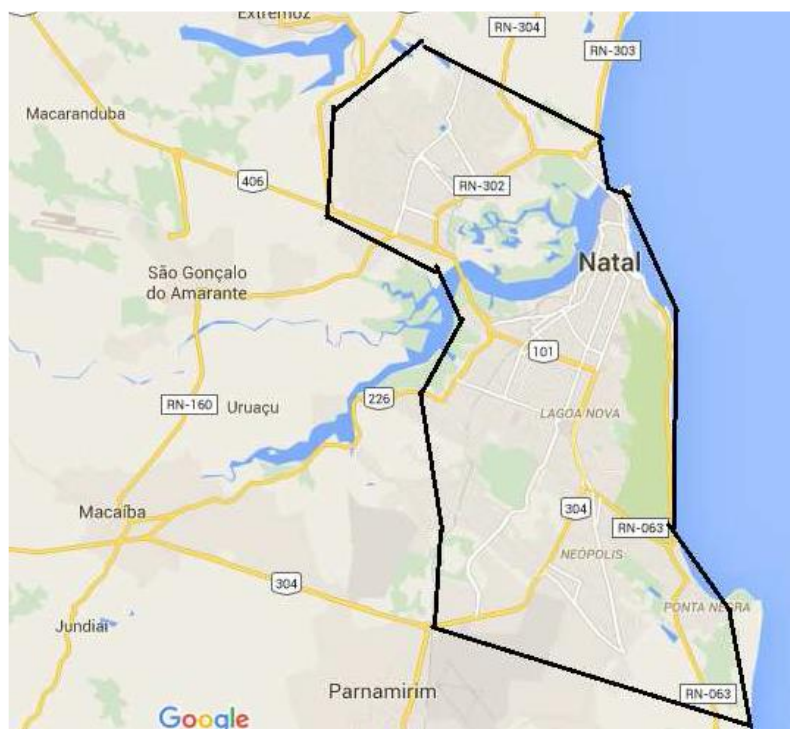 Extremoz
RN-304
RN-303
Macaranduba
406
RN-302
São Gonçalo
do Amarante
Natal
101
226
RN-160
Uruaçu
LAGOA NOVA
Macaíba
304
RN-063
NEÓPOLIS
304
PONTA NEGRA
Jundiaí
Parnamirim
RN-063
Google